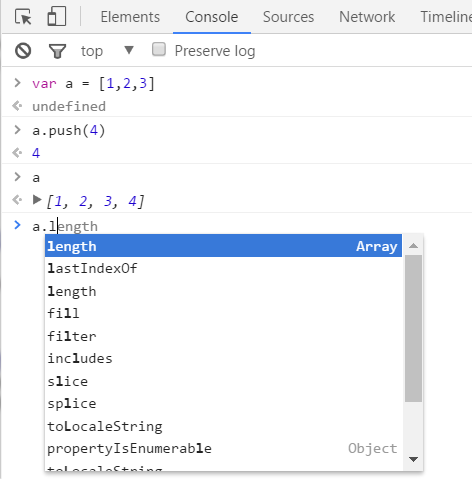 Elements Console Sources Network Timeline
top ▼ Preserve log
> var a = [1,2,3]
undefined
> a.push(4)
4
> a
▶[1, 2, 3, 4]
> a.length
length Array
lastIndexOf
length
fill
filter
includes
slice
splice
toLocaleString
propertyIsEnumerable Object
toLocaleString